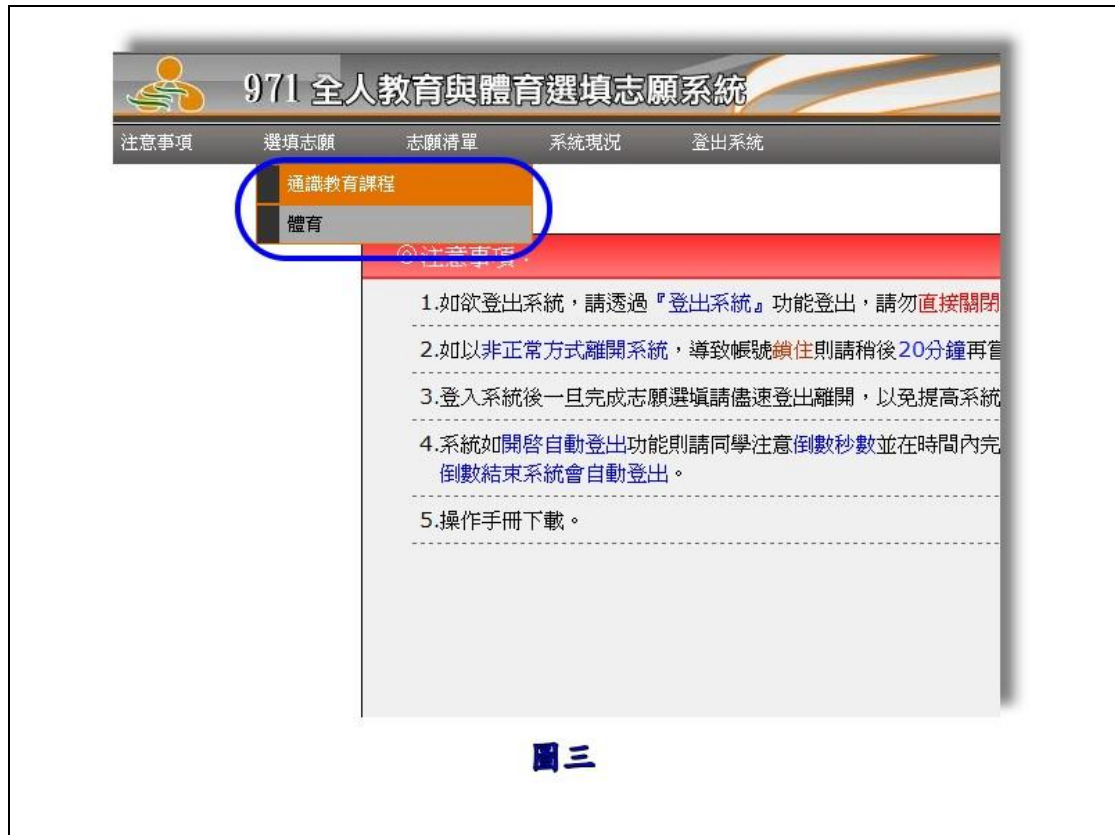 971 全人教育與體育選填志願系統
注意事項 選填志願 志願清單 系統現況 登出系統
通識教育課程
體育
◎注意事項：
1.如欲登出系統，請透過『登出系統』功能登出，請勿直接關閉
2.如以非正常方式離開系統，導致帳號鎖住則請稍後20分鐘再嘗
3.登入系統後一旦完成志願選填請儘速登出離開，以免提高系統
4.系統如開啓自動登出功能則請同學注意倒數秒數並在時間內完
倒數結束系統會自動登出。
5.操作手冊下載。
圖三